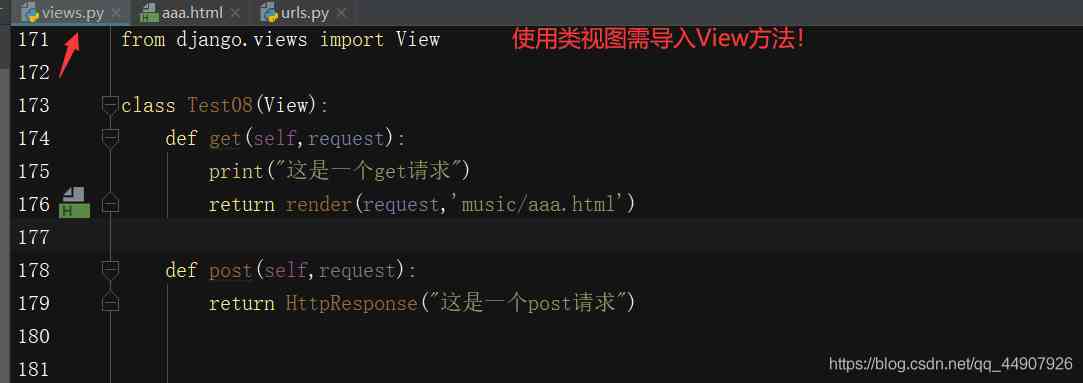 views.py × aaa.html × urls.py ×
171 from django.views import View 使用类视图需导入View方法！
172
173 class Test08(View):
174 def get(self,request):
175 print("这是一个get请求")
176 return render(request,'music/aaa.html')
177
178 def post(self,request):
179 return HttpResponse("这是一个post请求")
180
181
https://blog.csdn.net/qq_44907926